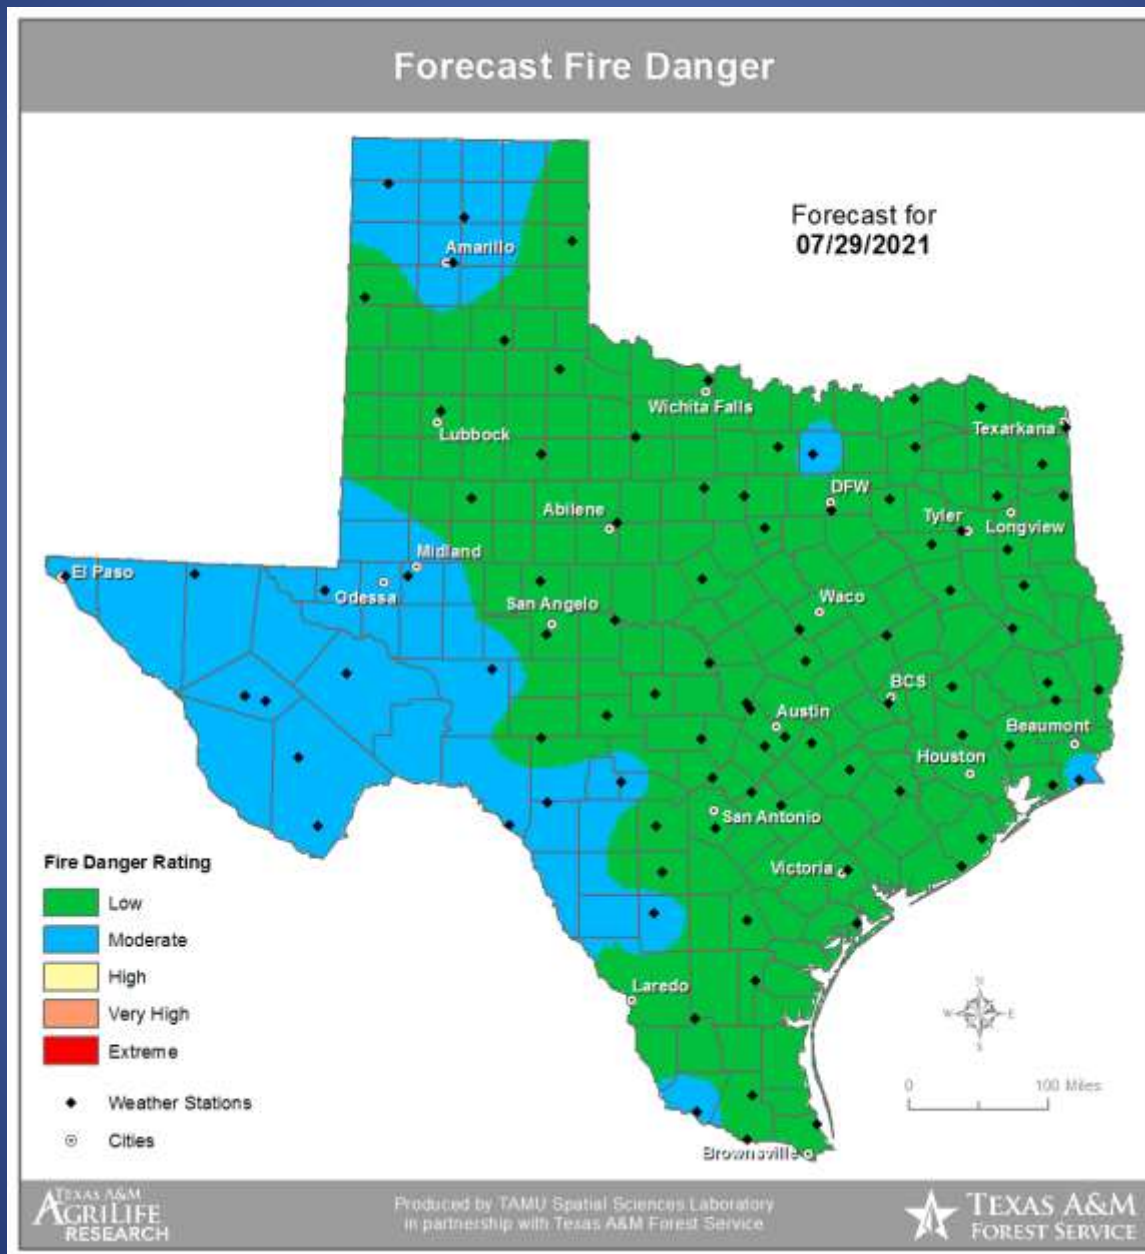 Forecast Fire Danger
Forecast for
07/29/2021
Amarillo
Wichita Falls
Lubbock
Texarkana
DFW
Abilene
Tyler
Longview
Midland
El Paso
Odessa
San Angelo
Waco
BCS
Austin
Beaumont
Houston
San Antonio
Victoria
Laredo
Brownsville
Fire Danger Rating
Low
Moderate
High
Very High
Extreme
Weather Stations
Cities
N
W E
S
0 100 Miles
TEXAS A&M
AGRILIFE
RESEARCH
Produced by TAMU Spatial Sciences Laboratory
in partnership with Texas A&M Forest Service
TEXAS A&M
FOREST SERVICE